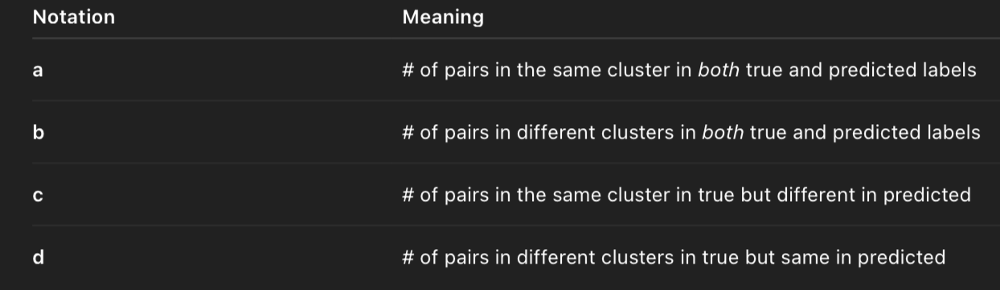 Notation Meaning
a # of pairs in the same cluster in both true and predicted labels
b # of pairs in different clusters in both true and predicted labels
c # of pairs in the same cluster in true but different in predicted
d # of pairs in different clusters in true but same in predicted